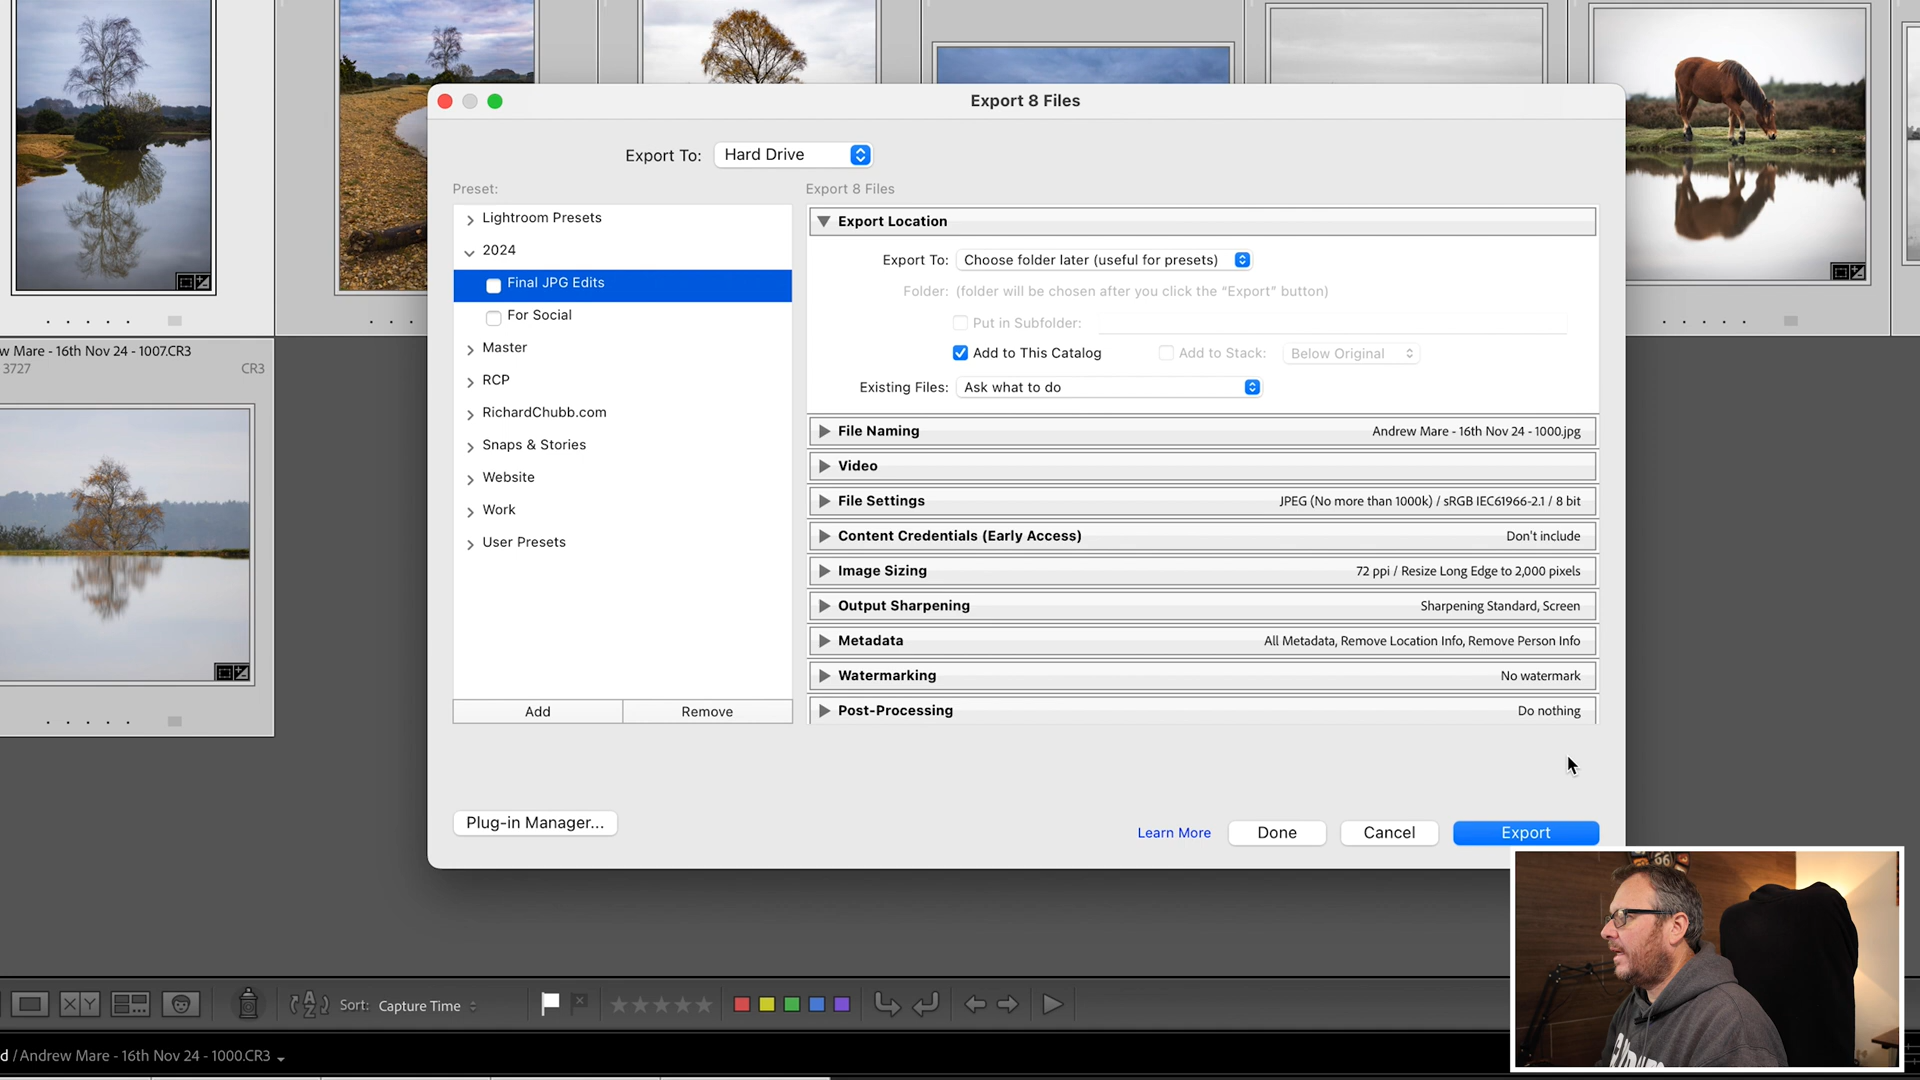 Export 8 Files
Export To: Hard Drive
Preset:
Lightroom Presets
2024
Final JPG Edits
For Social
Master
RCP
RichardChubb.com
Snaps & Stories
Website
Work
User Presets
Add Remove
Export 8 Files
Export Location
Export To: Choose folder later (useful for presets)
Folder: (folder will be chosen after you click the “Export” button)
Put in Subfolder:
Add to This Catalog Add to Stack: Below Original
Existing Files: Ask what to do
File Naming Andrew Mare - 16th Nov 24 - 1000.jpg
Video
File Settings JPEG (No more than 1000k) / sRGB IEC61966-2.1 / 8 bit
Content Credentials (Early Access) Don't include
Image Sizing 72 ppi / Resize Long Edge to 2,000 pixels
Output Sharpening Sharpening Standard, Screen
Metadata All Metadata, Remove Location Info, Remove Person Info
Watermarking No watermark
Post-Processing Do nothing
Plug-in Manager... Learn More Done Cancel Export
w Mare - 16th Nov 24 - 1007.CR3
3727 CR3
X Y
Sort: Capture Time
d / Andrew Mare - 16th Nov 24 - 1000.CR3
66